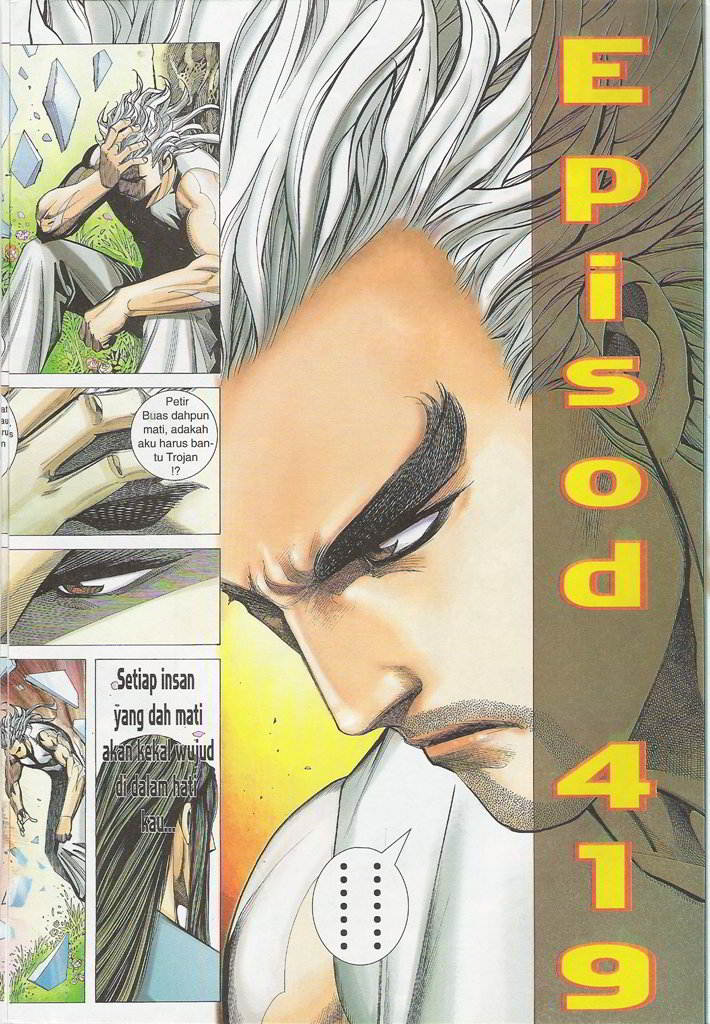 Petir
Buas dahpun
mati, adakah
aku harus ban-
tu Trojan
!?
Setiap insan
yang dah mati
akan kekal wujud
di dalam hati
kau...
Episod 419